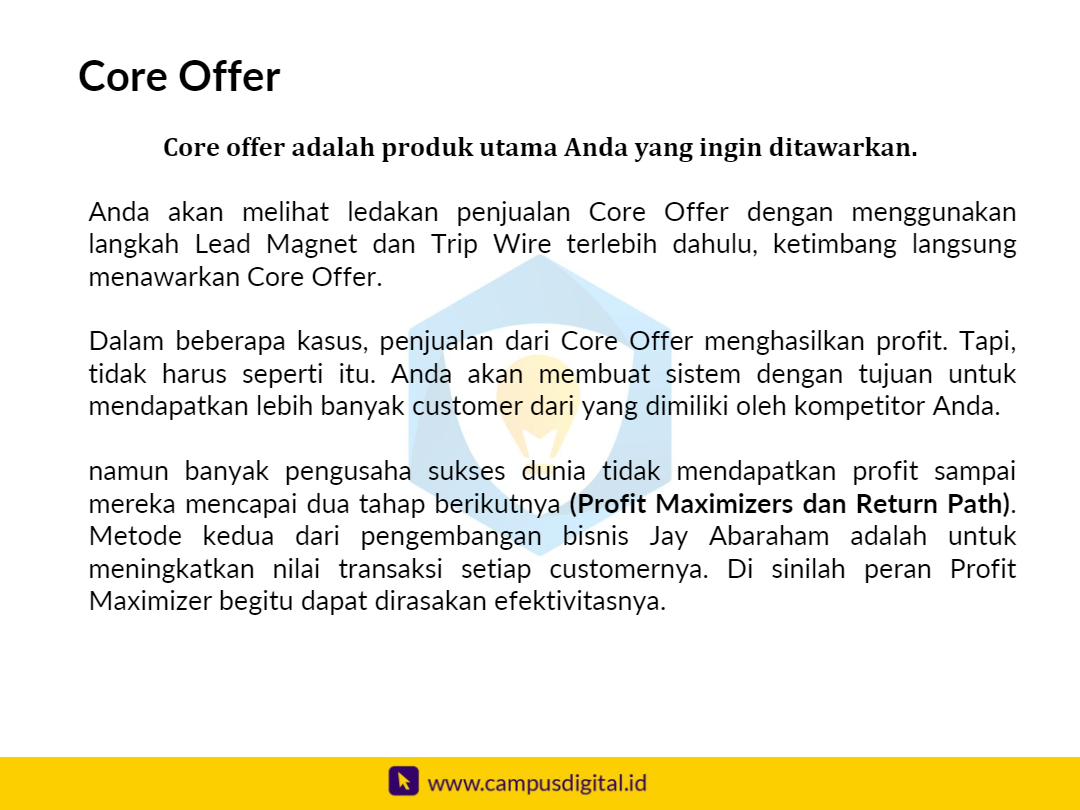 Core Offer
Core offer adalah produk utama Anda yang ingin ditawarkan.
Anda akan melihat ledakan penjualan Core Offer dengan menggunakan
langkah Lead Magnet dan Trip Wire terlebih dahulu, ketimbang langsung
menawarkan Core Offer.
Dalam beberapa kasus, penjualan dari Core Offer menghasilkan profit. Tapi,
tidak harus seperti itu. Anda akan membuat sistem dengan tujuan untuk
mendapatkan lebih banyak customer dari yang dimiliki oleh kompetitor Anda.
namun banyak pengusaha sukses dunia tidak mendapatkan profit sampai
mereka mencapai dua tahap berikutnya (Profit Maximizers dan Return Path).
Metode kedua dari pengembangan bisnis Jay Abaraham adalah untuk
meningkatkan nilai transaksi setiap customernya. Di sinilah peran Profit
Maximizer begitu dapat dirasakan efektivitasnya.
www.campusdigital.id